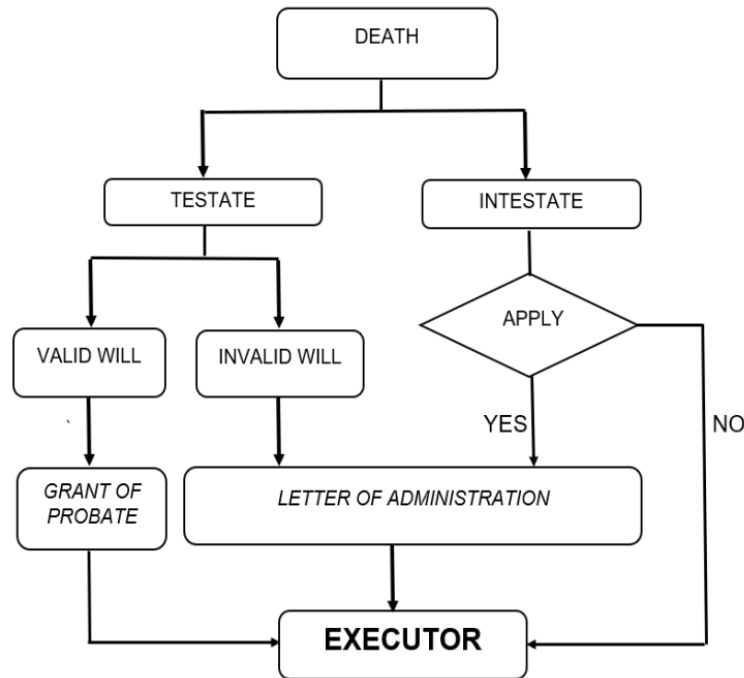 DEATH
TESTATE
INTESTATE
APPLY
VALID WILL
INVALID WILL
YES
NO
GRANT OF
PROBATE
LETTER OF ADMINISTRATION
EXECUTOR